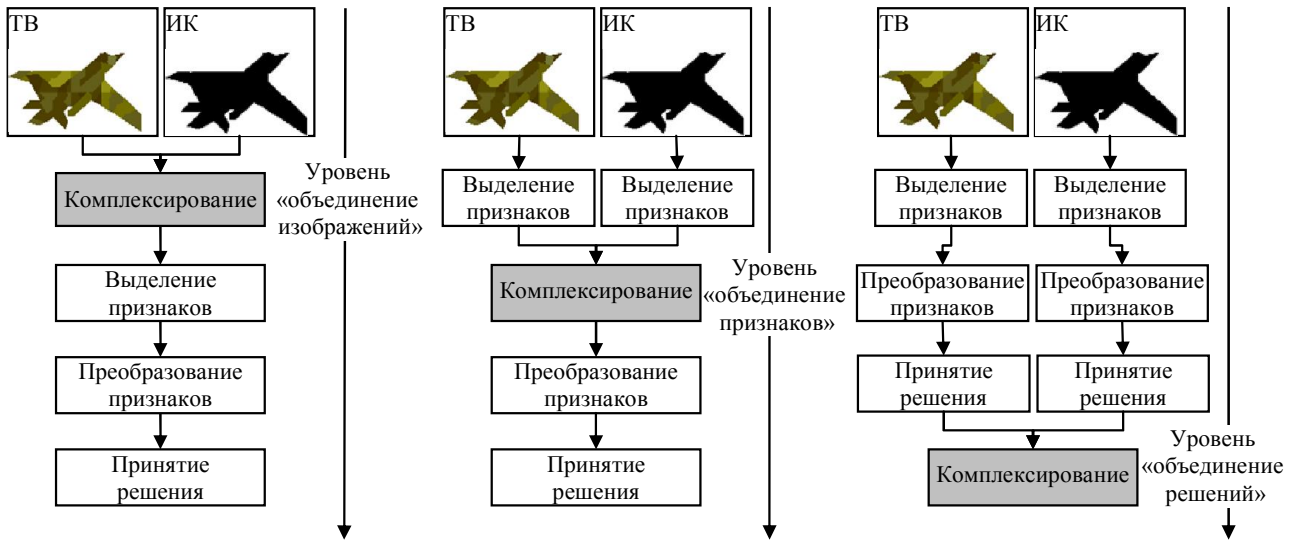 ТВ
ИК
Комплексирование
Выделение
признаков
Преобразование
признаков
Принятие
решения
Уровень
«объединение
изображений»
ТВ
ИК
Выделение
признаков
Выделение
признаков
Комплексирование
Преобразование
признаков
Принятие
решения
Уровень
«объединение
признаков»
ТВ
ИК
Выделение
признаков
Выделение
признаков
Преобразование
признаков
Преобразование
признаков
Принятие
решения
Принятие
решения
Комплексирование
Уровень
«объединение
решений»